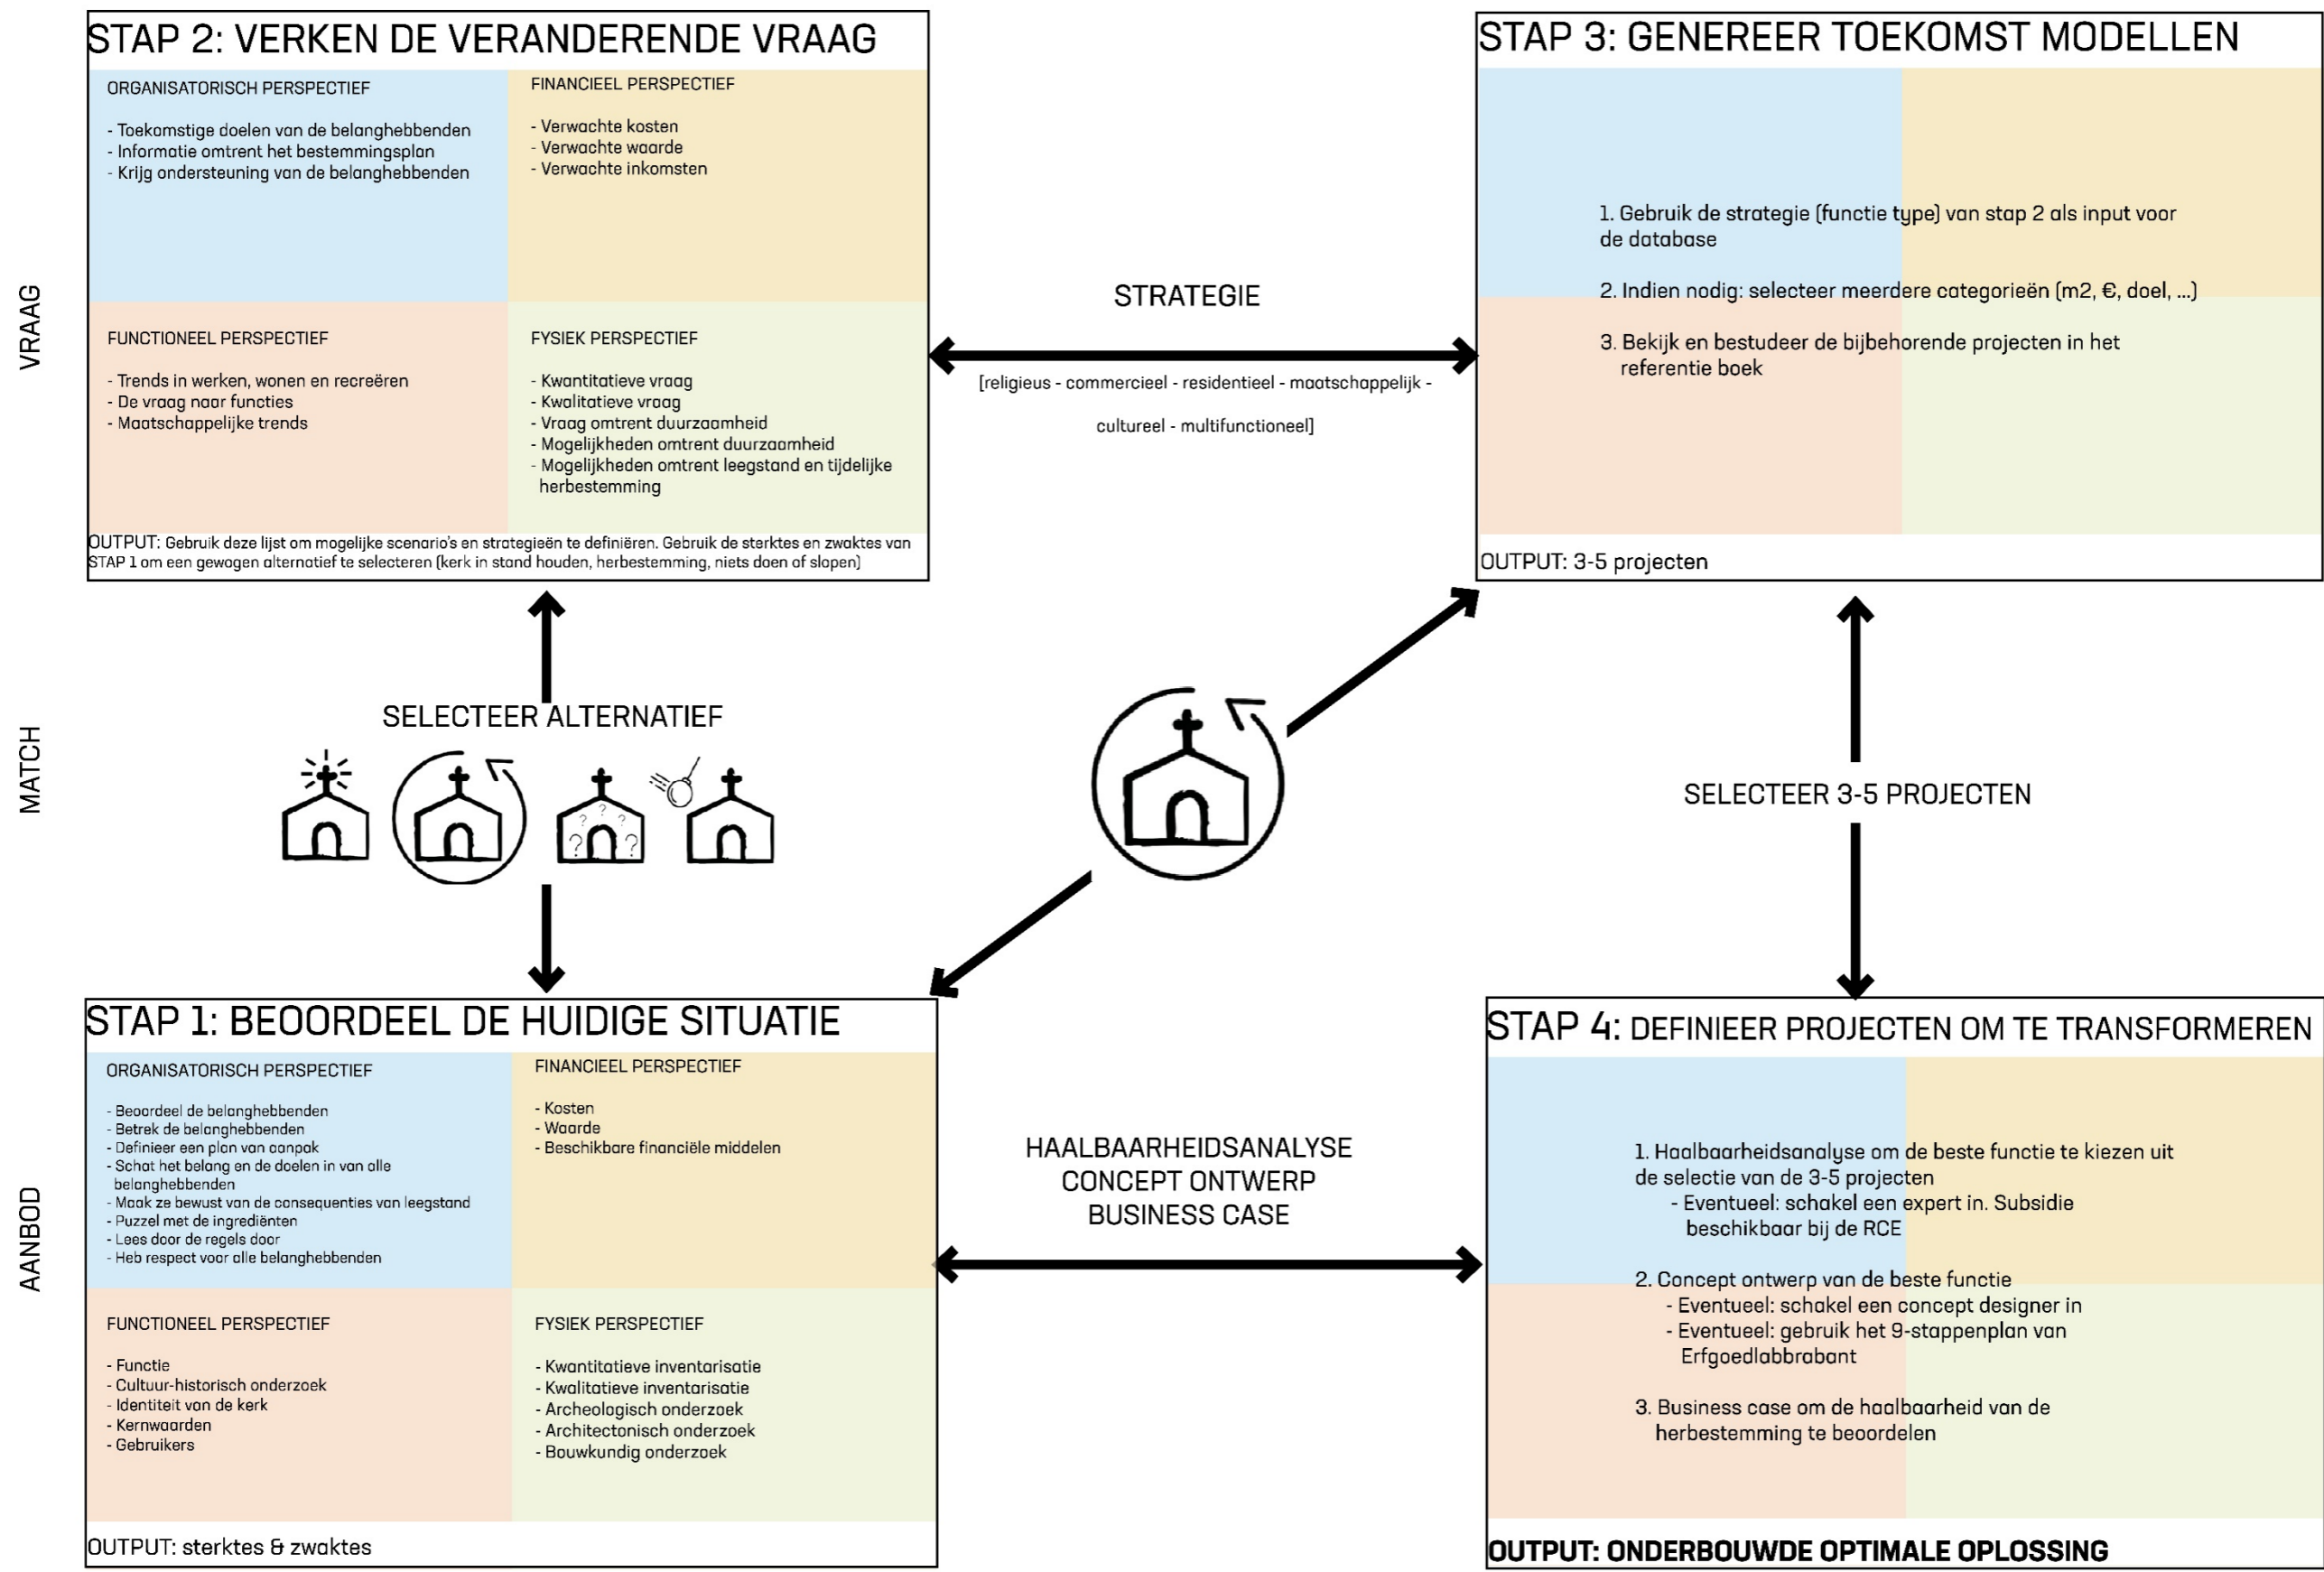 STAP 2: VERKEN DE VERANDERENDE VRAAG
ORGANISATORISCH PERSPECTIEF
- Toekomstige doelen van de belanghebbenden
- Informatie omtrent het bestemmingsplan
- Krijg ondersteuning van de belanghebbenden
FINANCIEEL PERSPECTIEF
- Verwachte kosten
- Verwachte waarde
- Verwachte inkomsten
FUNCTIONEEL PERSPECTIEF
- Trends in werken, wonen en recreëren
- De vraag naar functies
- Maatschappelijke trends
FYSIEK PERSPECTIEF
- Kwantitatieve vraag
- Kwalitatieve vraag
- Vraag omtrent duurzaamheid
- Mogelijkheden omtrent duurzaamheid
- Mogelijkheden omtrent leegstand en tijdelijke
herbestemming
OUTPUT: Gebruik deze lijst om mogelijke scenario's en strategieën te definiëren. Gebruik de sterktes en zwaktes van
STAP 1 om een gewogen alternatief te selecteren (kerk in stand houden, herbestemming, niets doen of slopen)
STRATEGIE
[religieus - commercieel - residentieel - maatschappelijk -
cultureel - multifunctioneel]
STAP 3: GENEREER TOEKOMST MODELLEN
1. Gebruik de strategie (functie type) van stap 2 als input voor
de database
2. Indien nodig: selecteer meerdere categorieën (m2, €, doel, ...)
3. Bekijk en bestudeer de bijbehorende projecten in het
referentie boek
OUTPUT: 3-5 projecten
VRAAG
MATCH
AANBOD
SELECTEER ALTERNATIEF
? ? ?
? ?
SELECTEER 3-5 PROJECTEN
STAP 1: BEOORDEEL DE HUIDIGE SITUATIE
ORGANISATORISCH PERSPECTIEF
- Beoordeel de belanghebbenden
- Betrek de belanghebbenden
- Definieer een plan van aanpak
- Schat het belang en de doelen in van alle
belanghebbenden
- Maak ze bewust van de consequenties van leegstand
- Puzzel met de ingrediënten
- Lees door de regels door
- Heb respect voor alle belanghebbenden
FINANCIEEL PERSPECTIEF
- Kosten
- Waarde
- Beschikbare financiële middelen
FUNCTIONEEL PERSPECTIEF
- Functie
- Cultuur-historisch onderzoek
- Identiteit van de kerk
- Kernwaarden
- Gebruikers
FYSIEK PERSPECTIEF
- Kwantitatieve inventarisatie
- Kwalitatieve inventarisatie
- Archeologisch onderzoek
- Architectonisch onderzoek
- Bouwkundig onderzoek
OUTPUT: sterktes & zwaktes
HAALBAARHEIDSANALYSE
CONCEPT ONTWERP
BUSINESS CASE
STAP 4: DEFINIEER PROJECTEN OM TE TRANSFORMEREN
1. Haalbaarheidsanalyse om de beste functie te kiezen uit
de selectie van de 3-5 projecten
- Eventueel: schakel een expert in. Subsidie
beschikbaar bij de RCE
2. Concept ontwerp van de beste functie
- Eventueel: schakel een concept designer in
- Eventueel: gebruik het 9-stappenplan van
Erfgoedlabbrabant
3. Business case om de haalbaarheid van de
herbestemming te beoordelen
OUTPUT: ONDERBOUWDE OPTIMALE OPLOSSING